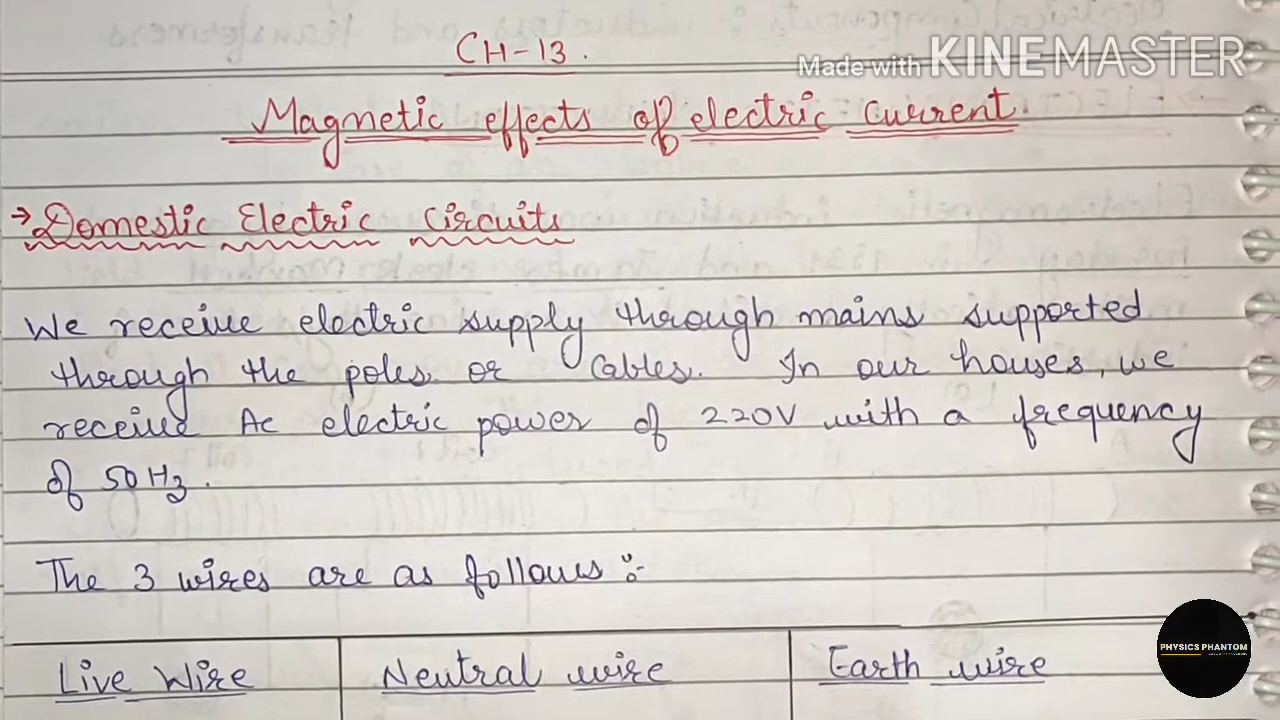 CH-13.
Made with KINEMASTER
Magnetic effects of electric current.
→ Domestic Electric Circuits
We receive electric supply through mains supported
through the poles or Cables. In our houses, we
receive Ac electric power of 220V with a frequency
of 50 Hz.
The 3 wires are as follows :-
Live Wire
Neutral wire
Earth wire
PHYSICS PHANTOM